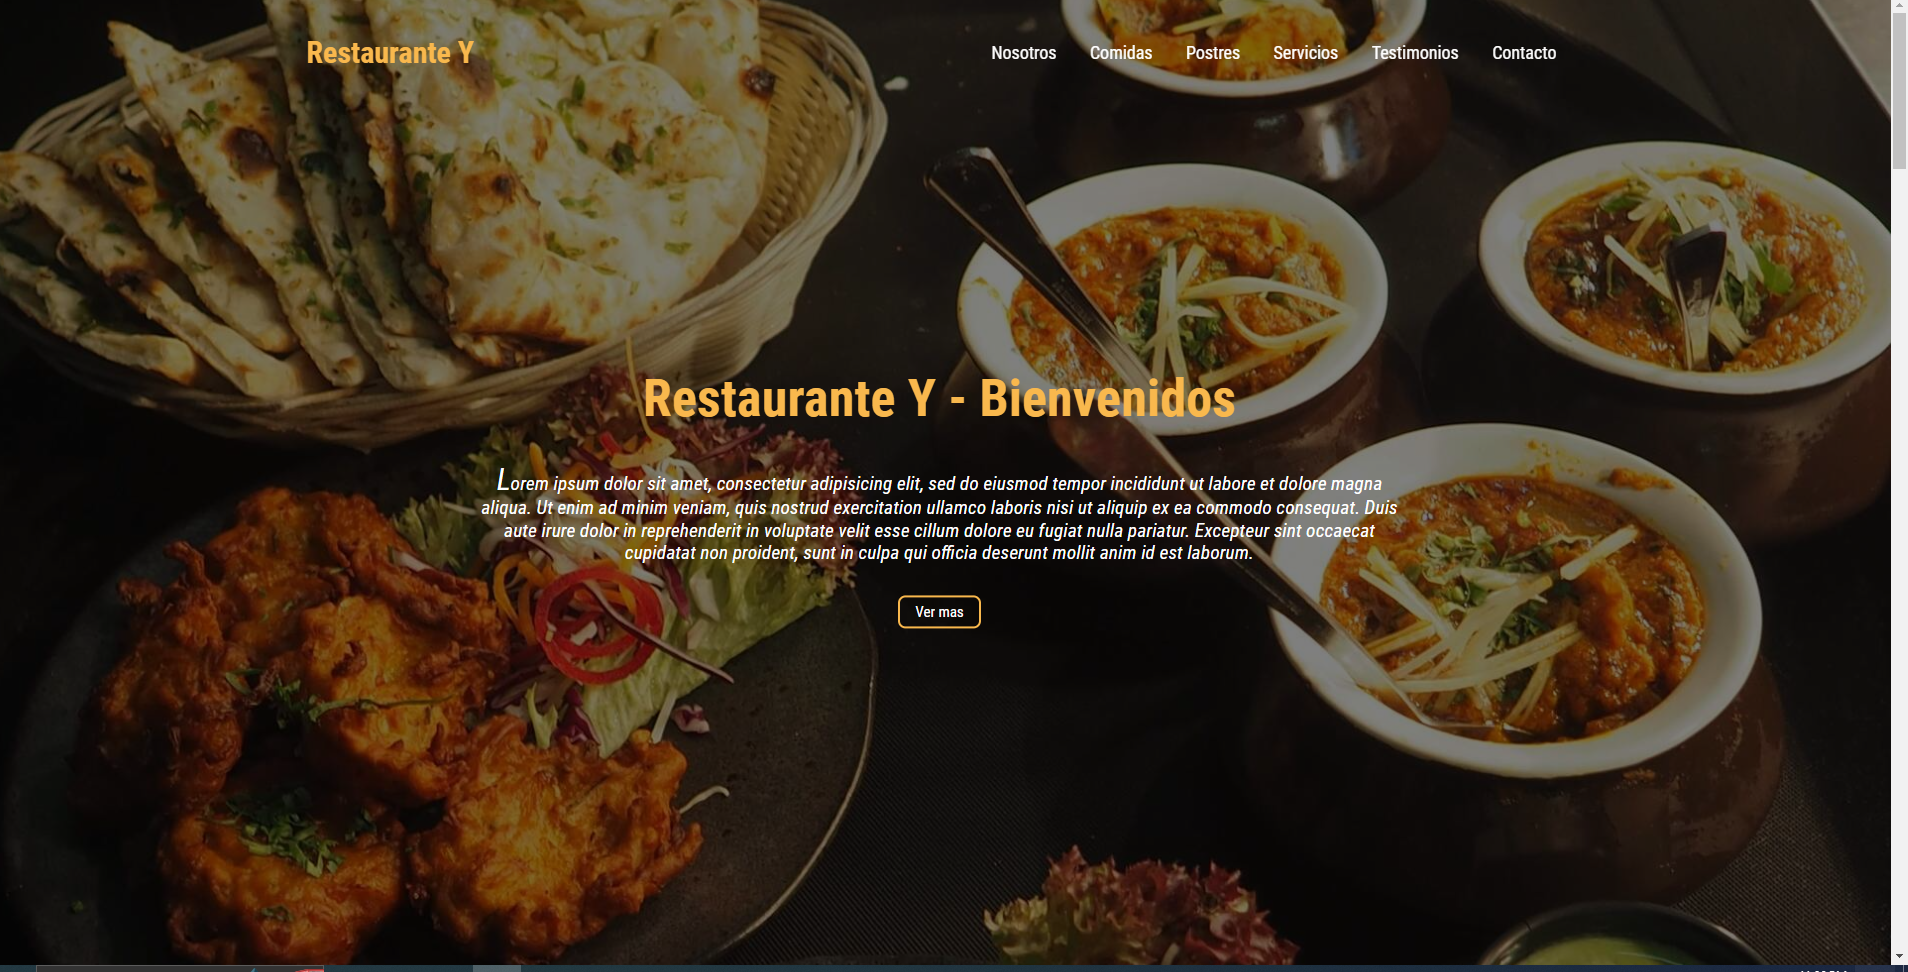 Restaurante Y
Nosotros Comidas Postres Servicios Testimonios Contacto
Restaurante Y - Bienvenidos
Lorem ipsum dolor sit amet, consectetur adipisicing elit, sed do eiusmod tempor incididunt ut labore et dolore magna
aliqua. Ut enim ad minim veniam, quis nostrud exercitation ullamco laboris nisi ut aliquip ex ea commodo consequat. Duis
aute irure dolor in reprehenderit in voluptate velit esse cillum dolore eu fugiat nulla pariatur. Excepteur sint occaecat
cupidatat non proident, sunt in culpa qui officia deserunt mollit anim id est laborum.
Ver mas